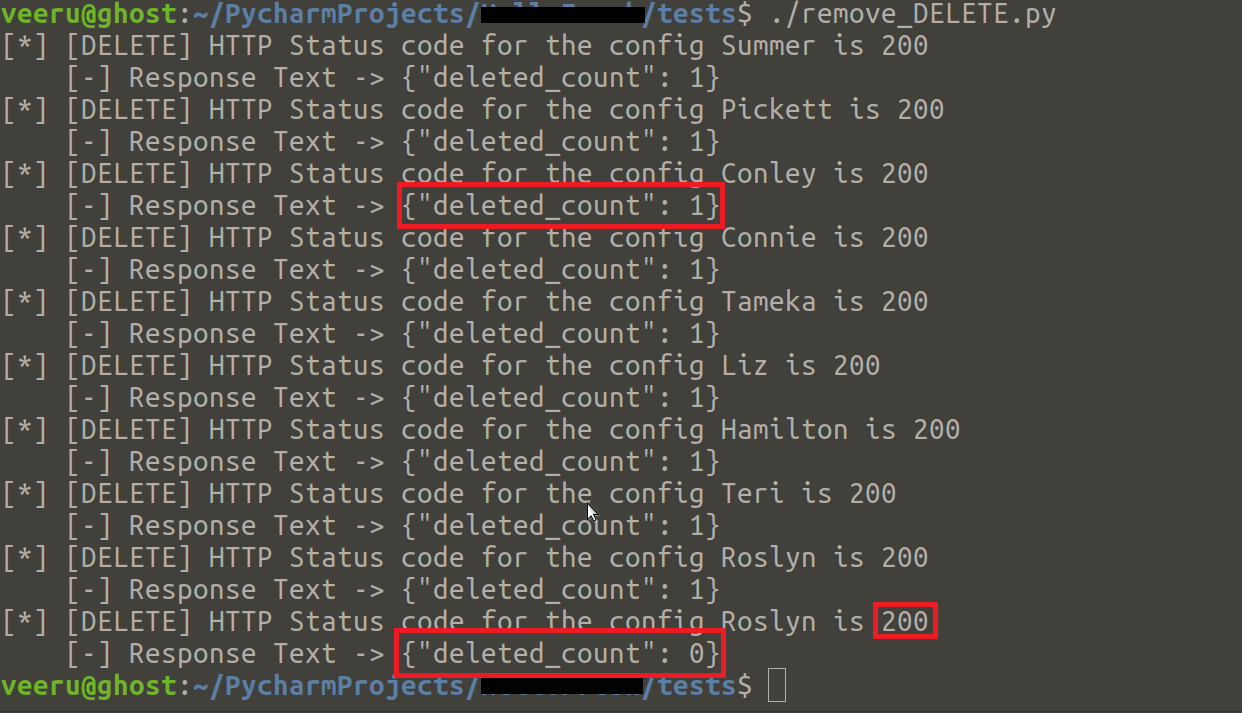 veeru@ghost:~/PycharmProjects/ /tests$ ./remove_DELETE.py
[*] [DELETE] HTTP Status code for the config Summer is 200
[-] Response Text -> {"deleted_count": 1}
[*] [DELETE] HTTP Status code for the config Pickett is 200
[-] Response Text -> {"deleted_count": 1}
[*] [DELETE] HTTP Status code for the config Conley is 200
[-] Response Text -> {"deleted_count": 1}
[*] [DELETE] HTTP Status code for the config Connie is 200
[-] Response Text -> {"deleted_count": 1}
[*] [DELETE] HTTP Status code for the config Tameka is 200
[-] Response Text -> {"deleted_count": 1}
[*] [DELETE] HTTP Status code for the config Liz is 200
[-] Response Text -> {"deleted_count": 1}
[*] [DELETE] HTTP Status code for the config Hamilton is 200
[-] Response Text -> {"deleted_count": 1}
[*] [DELETE] HTTP Status code for the config Teri is 200
[-] Response Text -> {"deleted_count": 1}
[*] [DELETE] HTTP Status code for the config Roslyn is 200
[-] Response Text -> {"deleted_count": 1}
[*] [DELETE] HTTP Status code for the config Roslyn is 200
[-] Response Text -> {"deleted_count": 0}
veeru@ghost:~/PycharmProjects/ /tests$